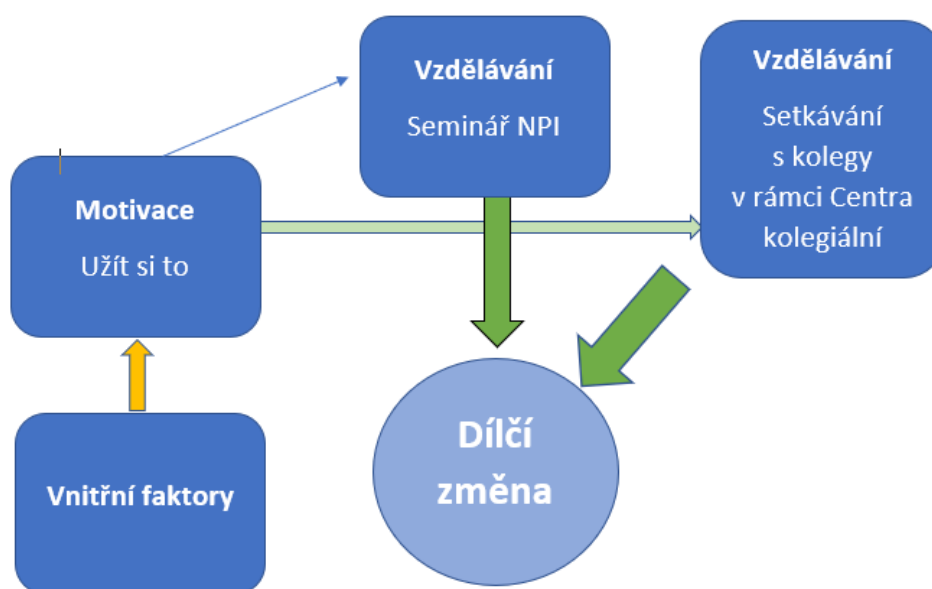 Vzdělávání
Seminář NPI
Vzdělávání
Setkávání
s kolegy
v rámci Centra
kolegiální
Motivace
Užít si to
Vnitřní faktory
Dílčí
změna